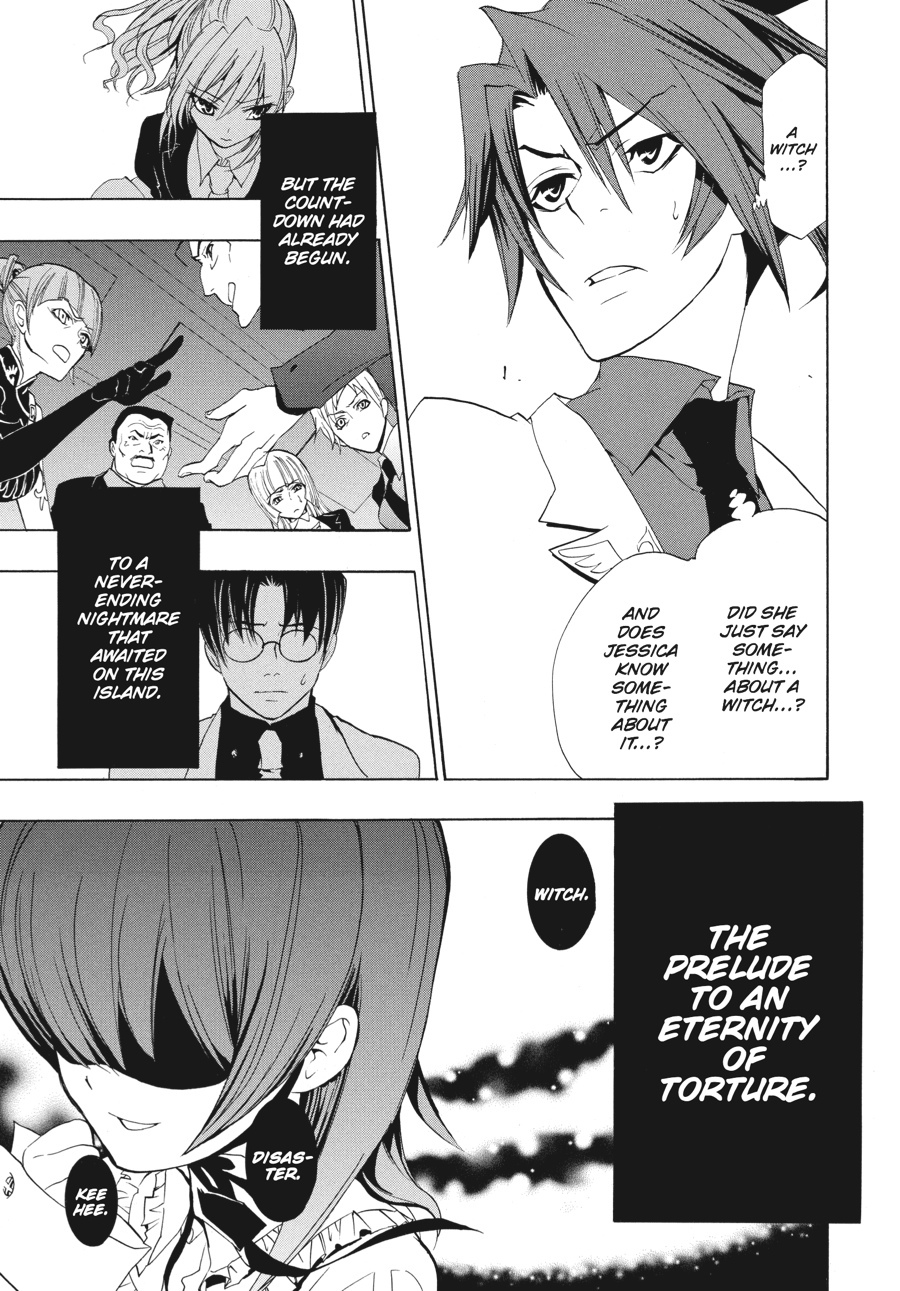 A
WITCH
...?
DID SHE
JUST SAY
SOME-
THING...
ABOUT A
WITCH...?
AND
DOES
JESSICA
KNOW
SOME-
THING
ABOUT
IT...?
BUT THE
COUNT-
DOWN HAD
ALREADY
BEGUN.
TO A
NEVER-
ENDING
NIGHTMARE
THAT
AWAITED
ON THIS
ISLAND.
THE
PRELUDE
TO AN
ETERNITY
OF
TORTURE.
WITCH.
DISAS-
TER.
KEE
HEE.